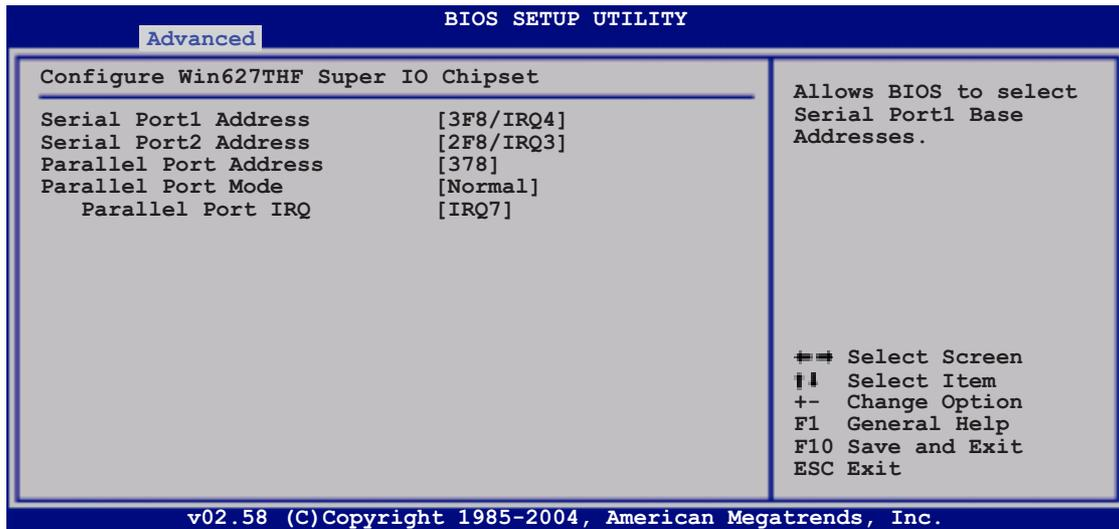 BIOS SETUP UTILITY
Advanced
Configure Win627THF Super IO Chipset
Serial Port1 Address [3F8/IRQ4]
Serial Port2 Address [2F8/IRQ3]
Parallel Port Address [378]
Parallel Port Mode [Normal]
Parallel Port IRQ [IRQ7]
Allows BIOS to select
Serial Port1 Base
Addresses.
←→ Select Screen
↑↓ Select Item
+- Change Option
F1 General Help
F10 Save and Exit
ESC Exit
v02.58 (C)Copyright 1985-2004, American Megatrends, Inc.